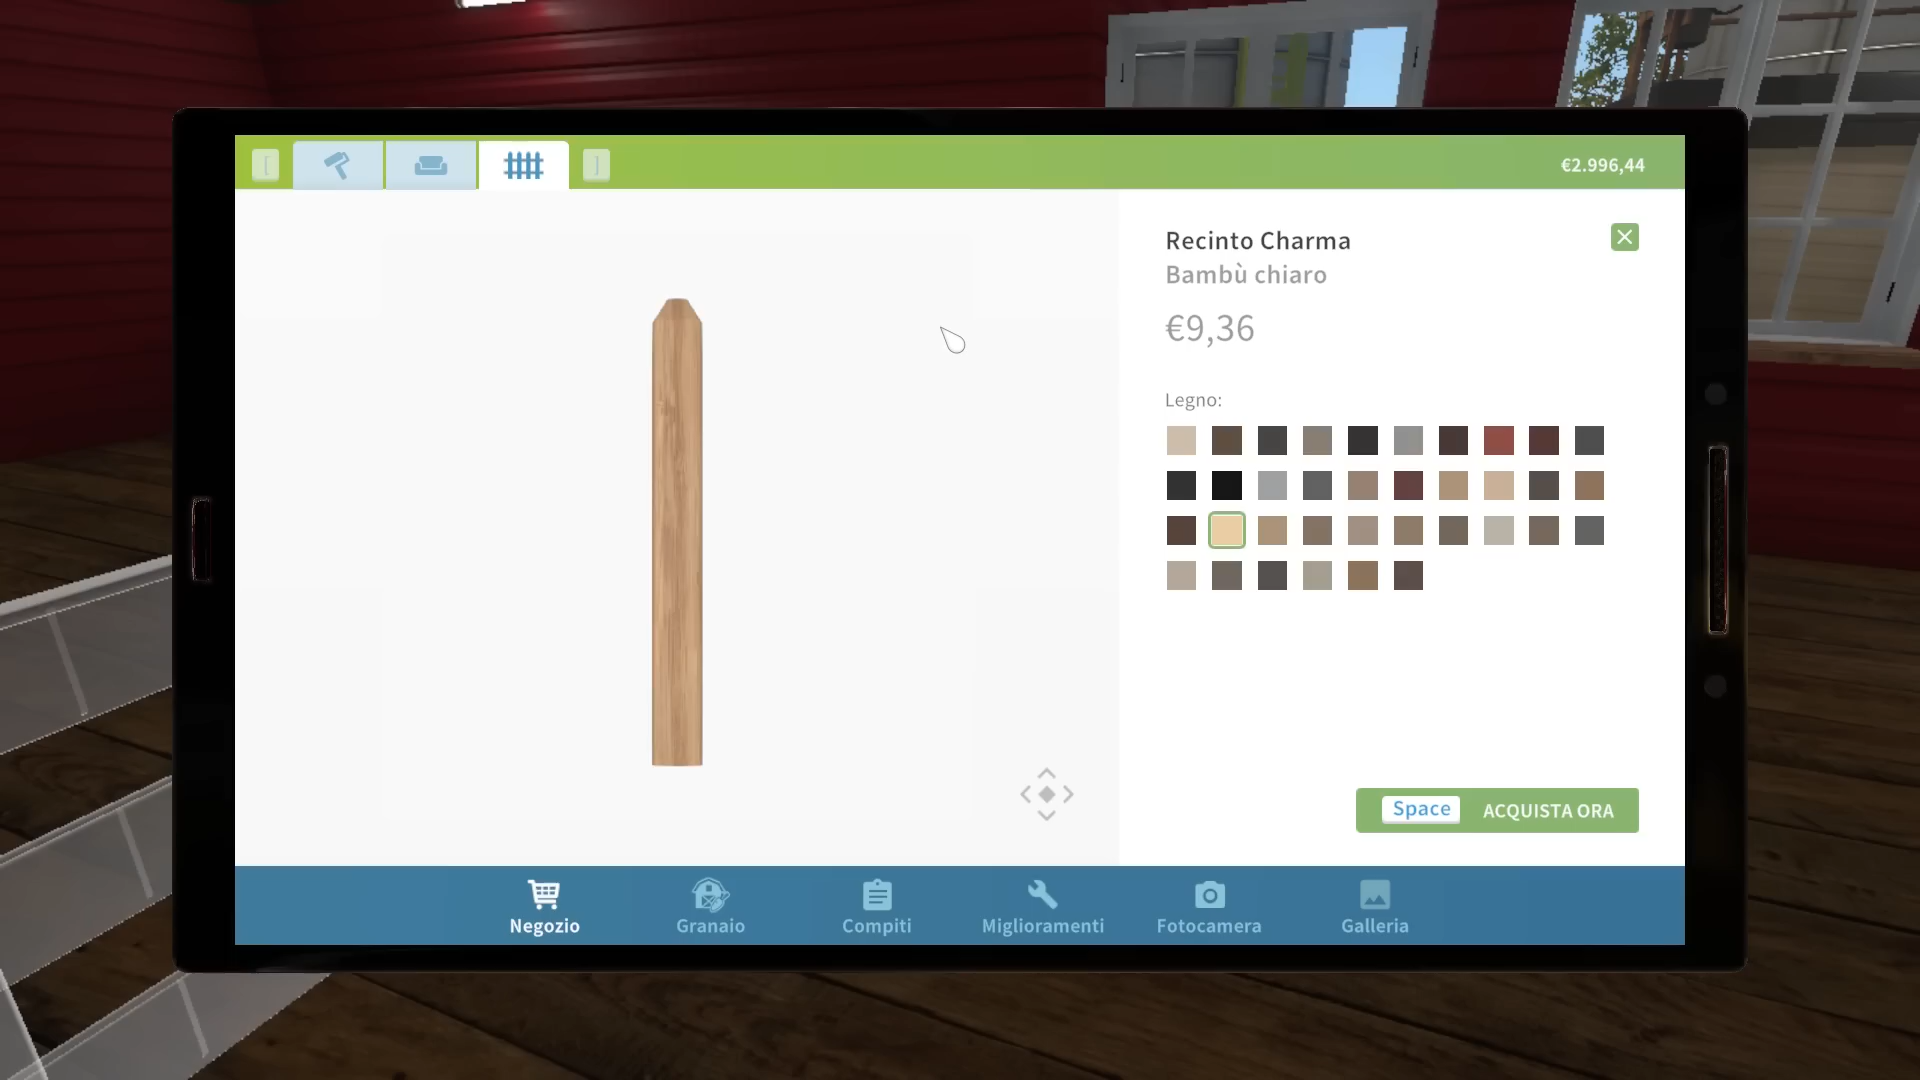 [
]
€2.996,44
Recinto Charma
Bambù chiaro
€9,36
Legno:
Space ACQUISTA ORA
Negozio
Granaio
Compiti
Miglioramenti
Fotocamera
Galleria